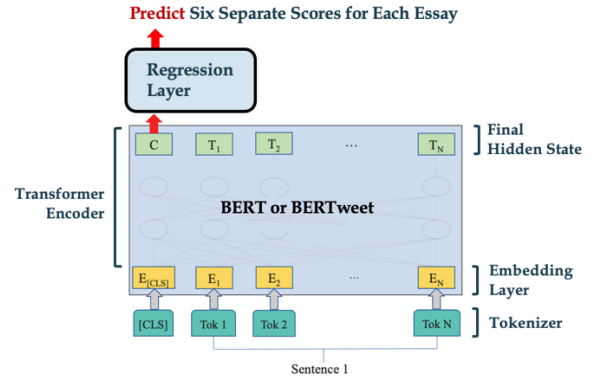 Predict Six Separate Scores for Each Essay
Regression
Layer
C
T1
T2
...
TN
Final
Hidden State
Transformer
Encoder
BERT or BERTweet
E[CLS]
E1
E2
...
EN
Embedding
Layer
[CLS]
Tok 1
Tok 2
Tok N
Tokenizer
Sentence 1